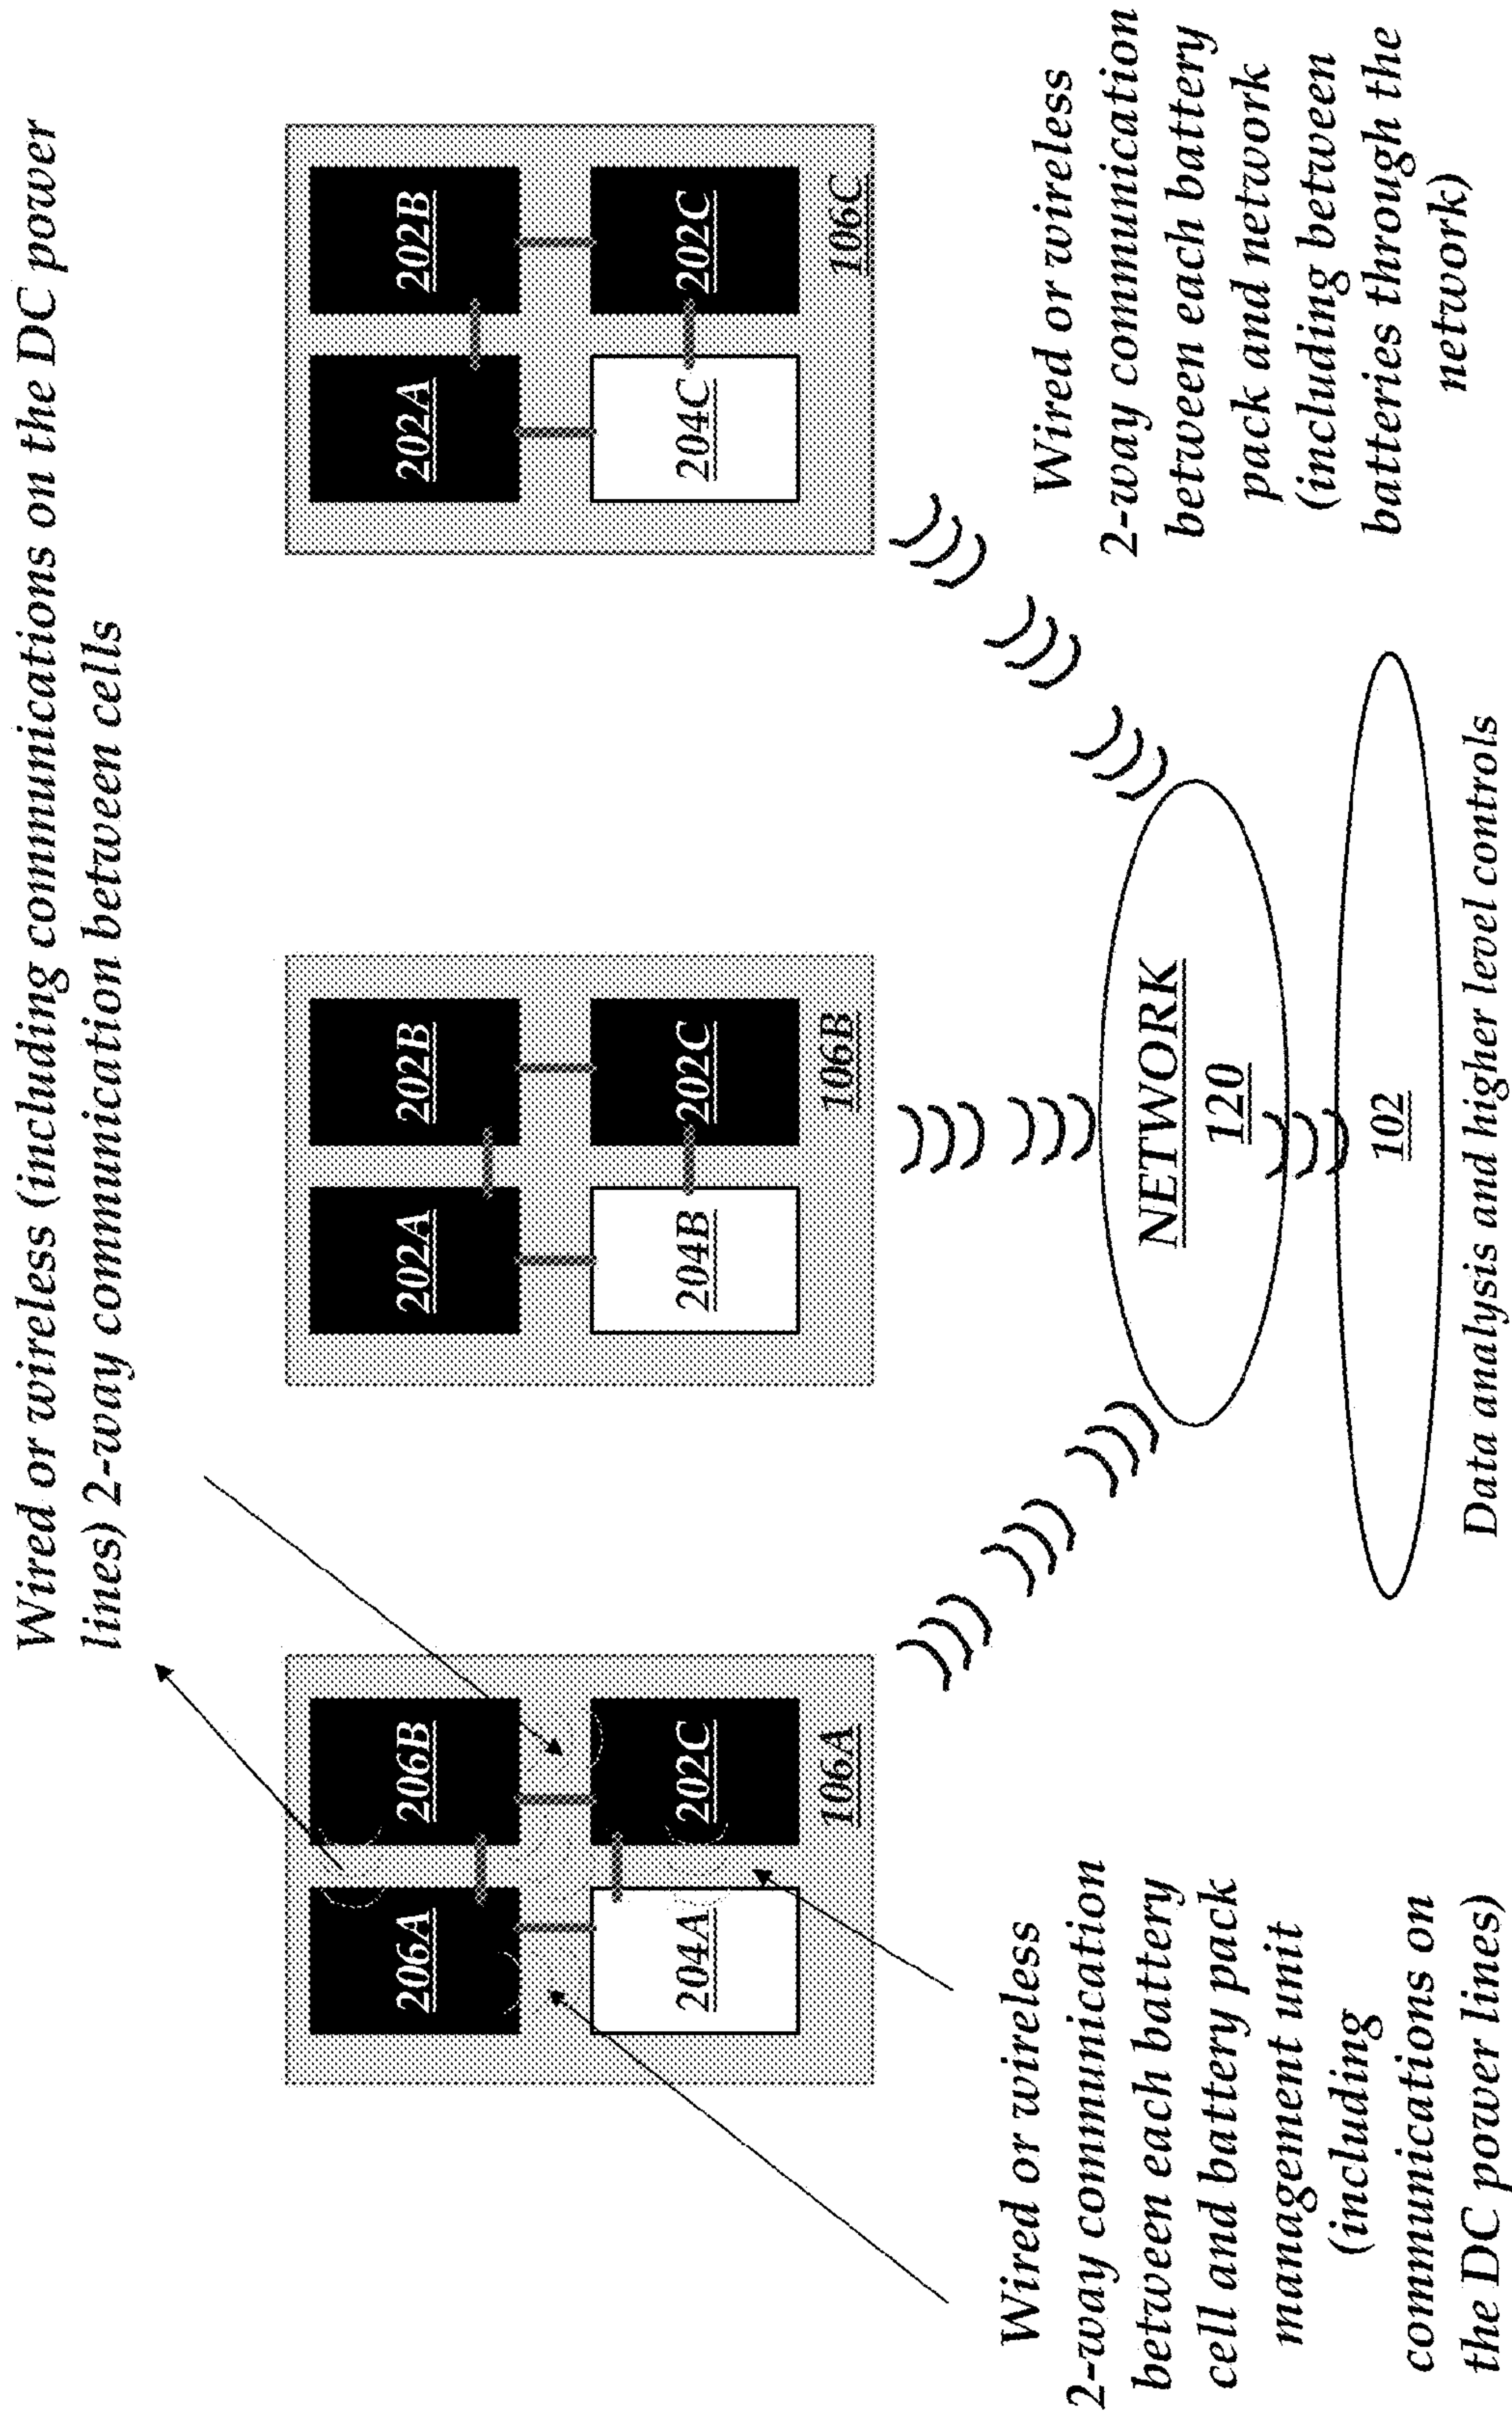 Wired or wireless (including communications on the DC power
lines) 2-way communication between cells
206A
206B
204A
202C
106A
202A
202B
204B
202C
106B
202A
202B
204C
202C
106C
Wired or wireless
2-way communication
between each battery
cell and battery pack
management unit
(including
communications on
the DC power lines)
NETWORK
120
102
Data analysis and higher level controls
Wired or wireless
2-way communication
between each battery
pack and network
(including between
batteries through the
network)